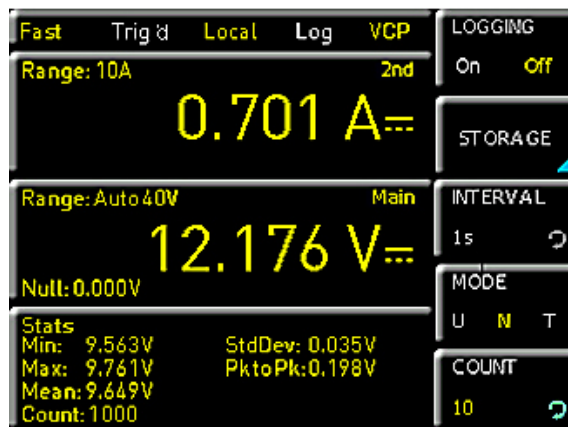 Fast Trig'd Local Log VCP
Range: 10A 2nd
0.701 A
Range: Auto 40V Main
12.176 V
Null: 0.000V
Stats
Min: 9.563V StdDev: 0.035V
Max: 9.761V PktoPk: 0.198V
Mean: 9.649V
Count: 1000
LOGGING
On Off
STORAGE
INTERVAL
1s
MODE
U N T
COUNT
10